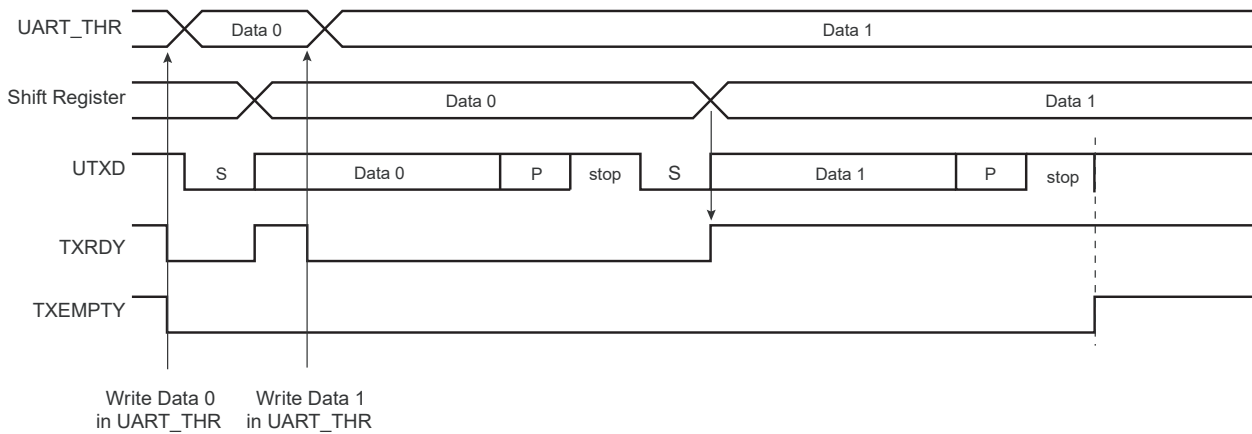 UART_THR Data 0 Data 1
Shift Register Data 0 Data 1
UTXD S Data 0 P stop S Data 1 P stop
TXRDY
TXEMPTY
Write Data 0 Write Data 1
in UART_THR in UART_THR